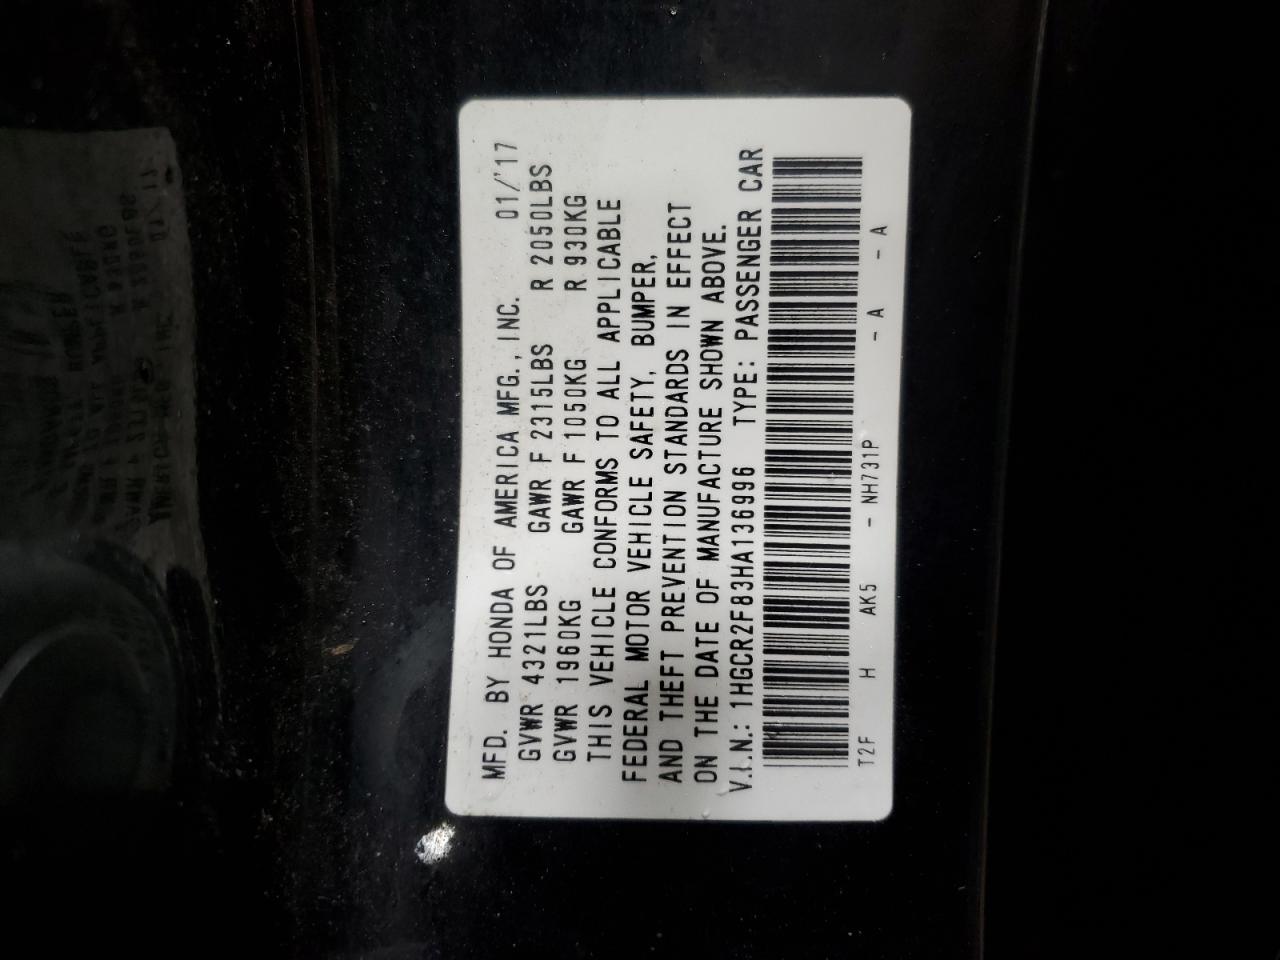 MFD. BY HONDA OF AMERICA MFG., INC. 01/'17
GVWR 4321LBS GAWR F 2315LBS R 2050LBS
GVWR 1960KG GAWR F 1050KG R 930KG
THIS VEHICLE CONFORMS TO ALL APPLICABLE
FEDERAL MOTOR VEHICLE SAFETY, BUMPER,
AND THEFT PREVENTION STANDARDS IN EFFECT
ON THE DATE OF MANUFACTURE SHOWN ABOVE.
V.I.N.: 1HGCR2F83HA136996 TYPE: PASSENGER CAR
T2F H AK5 - NH731P - A - A